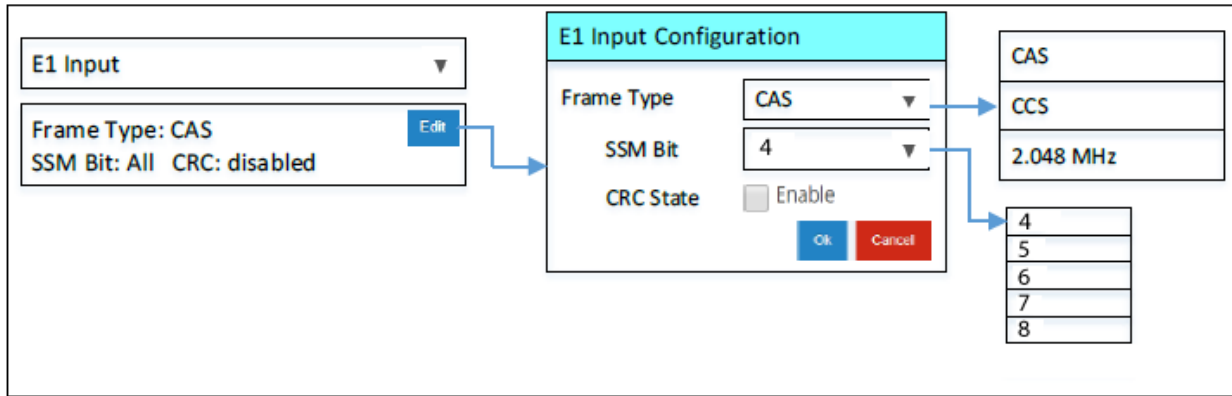 E1 Input
Frame Type: CAS
Edit
SSM Bit: All CRC: disabled
E1 Input Configuration
Frame Type CAS
SSM Bit 4
CRC State Enable
Ok Cancel
CAS
CCS
2.048 MHz
4
5
6
7
8